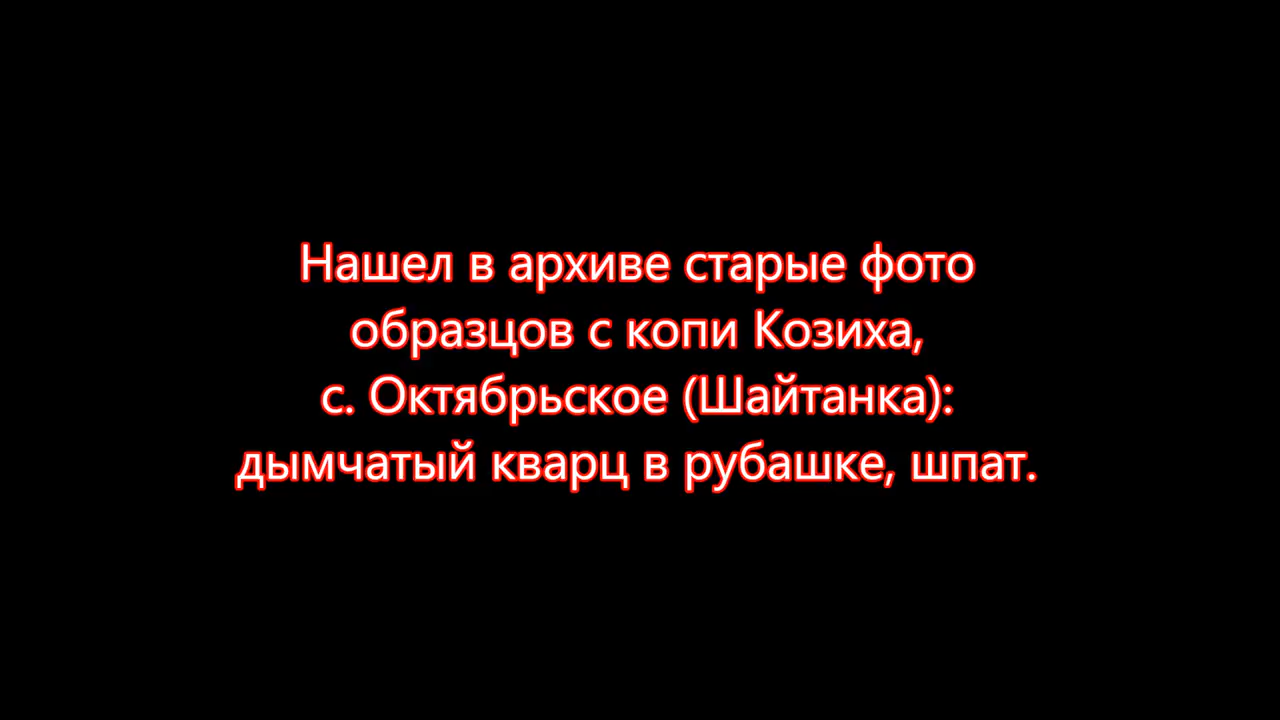 Нашел в архиве старые фото
образцов с копи Козиха,
с. Октябрьское (Шайтанка):
дымчатый кварц в рубашке, шпат.